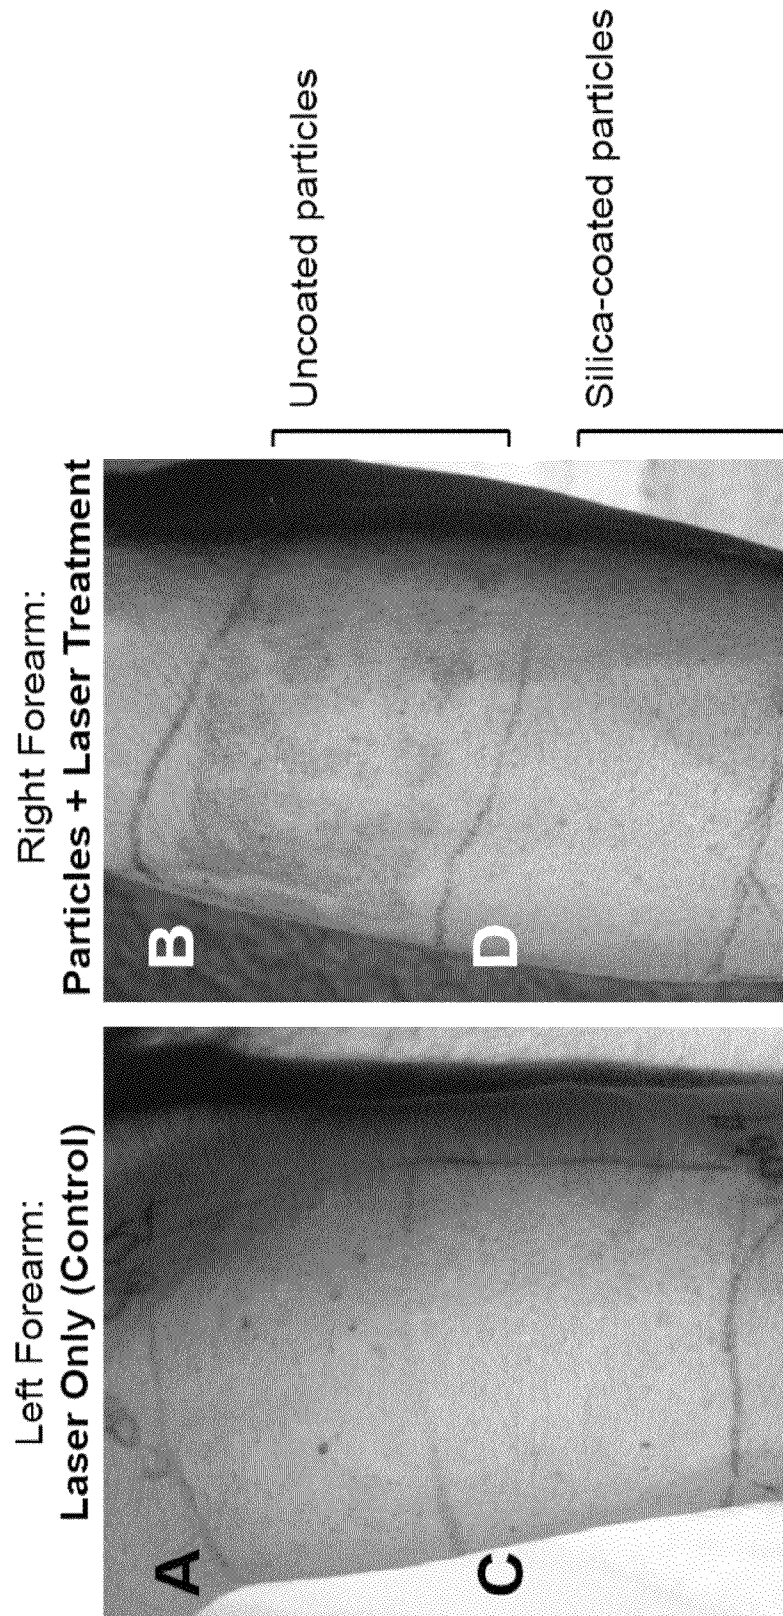 Left Forearm:
Laser Only (Control)
Right Forearm:
Particles + Laser Treatment
A
B
Uncoated particles
C
D
Silica-coated particles